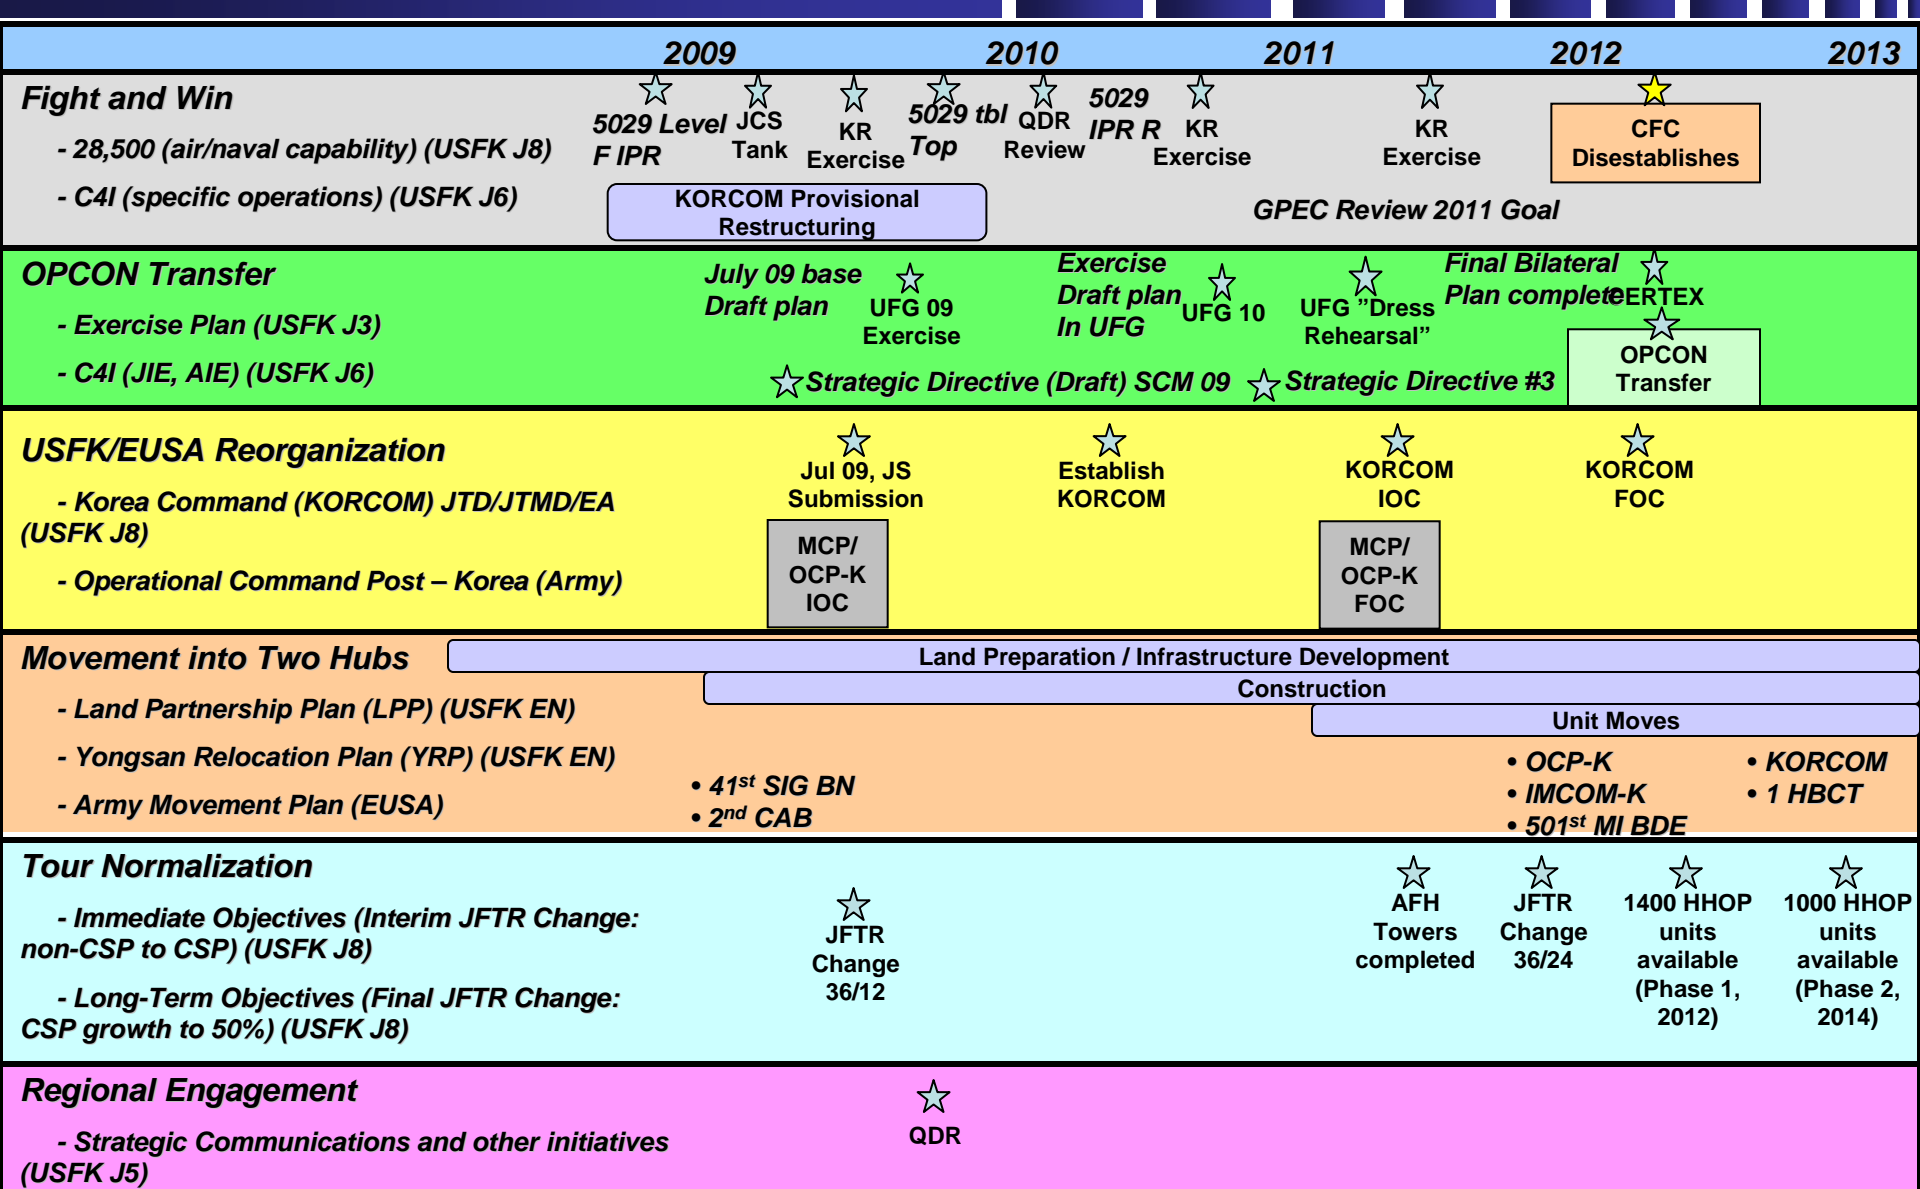 2009 2010 2011 2012 2013
Fight and Win
- 28,500 (air/naval capability) (USFK J8)
- C4I (specific operations) (USFK J6)
5029 Level
F IPR
JCS
Tank
KR
Exercise
5029 tbl
Top
QDR
Review
5029
IPR R
KR
Exercise
KR
Exercise
CFC
Disestablishes
KORCOM Provisional
Restructuring
GPEC Review 2011 Goal
OPCON Transfer
- Exercise Plan (USFK J3)
- C4I (JIE, AIE) (USFK J6)
July 09 base
Draft plan
UFG 09
Exercise
Exercise
Draft plan
In UFG
UFG 10
UFG ”Dress
Rehearsal”
Final Bilateral
Plan complete
CERTEX
OPCON
Transfer
Strategic Directive (Draft) SCM 09
Strategic Directive #3
USFK/EUSA Reorganization
- Korea Command (KORCOM) JTD/JTMD/EA
(USFK J8)
- Operational Command Post – Korea (Army)
Jul 09, JS
Submission
Establish
KORCOM
KORCOM
IOC
KORCOM
FOC
MCP/
OCP-K
IOC
MCP/
OCP-K
FOC
Movement into Two Hubs
- Land Partnership Plan (LPP) (USFK EN)
- Yongsan Relocation Plan (YRP) (USFK EN)
- Army Movement Plan (EUSA)
Land Preparation / Infrastructure Development
Construction
Unit Moves
• 41st SIG BN
• 2nd CAB
• OCP-K
• IMCOM-K
• 501st MI BDE
• KORCOM
• 1 HBCT
Tour Normalization
- Immediate Objectives (Interim JFTR Change:
non-CSP to CSP) (USFK J8)
- Long-Term Objectives (Final JFTR Change:
CSP growth to 50%) (USFK J8)
JFTR
Change
36/12
AFH
Towers
completed
JFTR
Change
36/24
1400 HHOP
units
available
(Phase 1,
2012)
1000 HHOP
units
available
(Phase 2,
2014)
Regional Engagement
- Strategic Communications and other initiatives
(USFK J5)
QDR